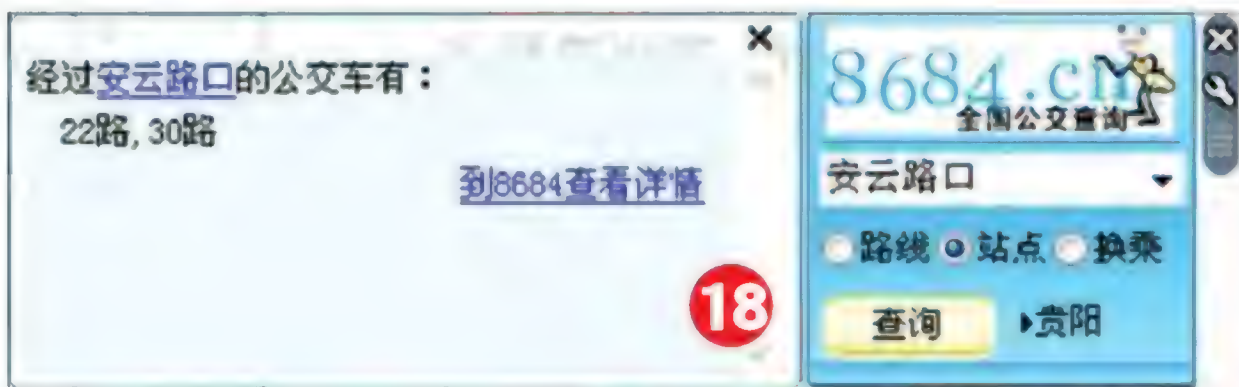 经过安云路口的公交车有：
22路,30路
到8684查看详情
18
8684.cn
全国公交查询
安云路口
路线 站点 换乘
查询 贵阳